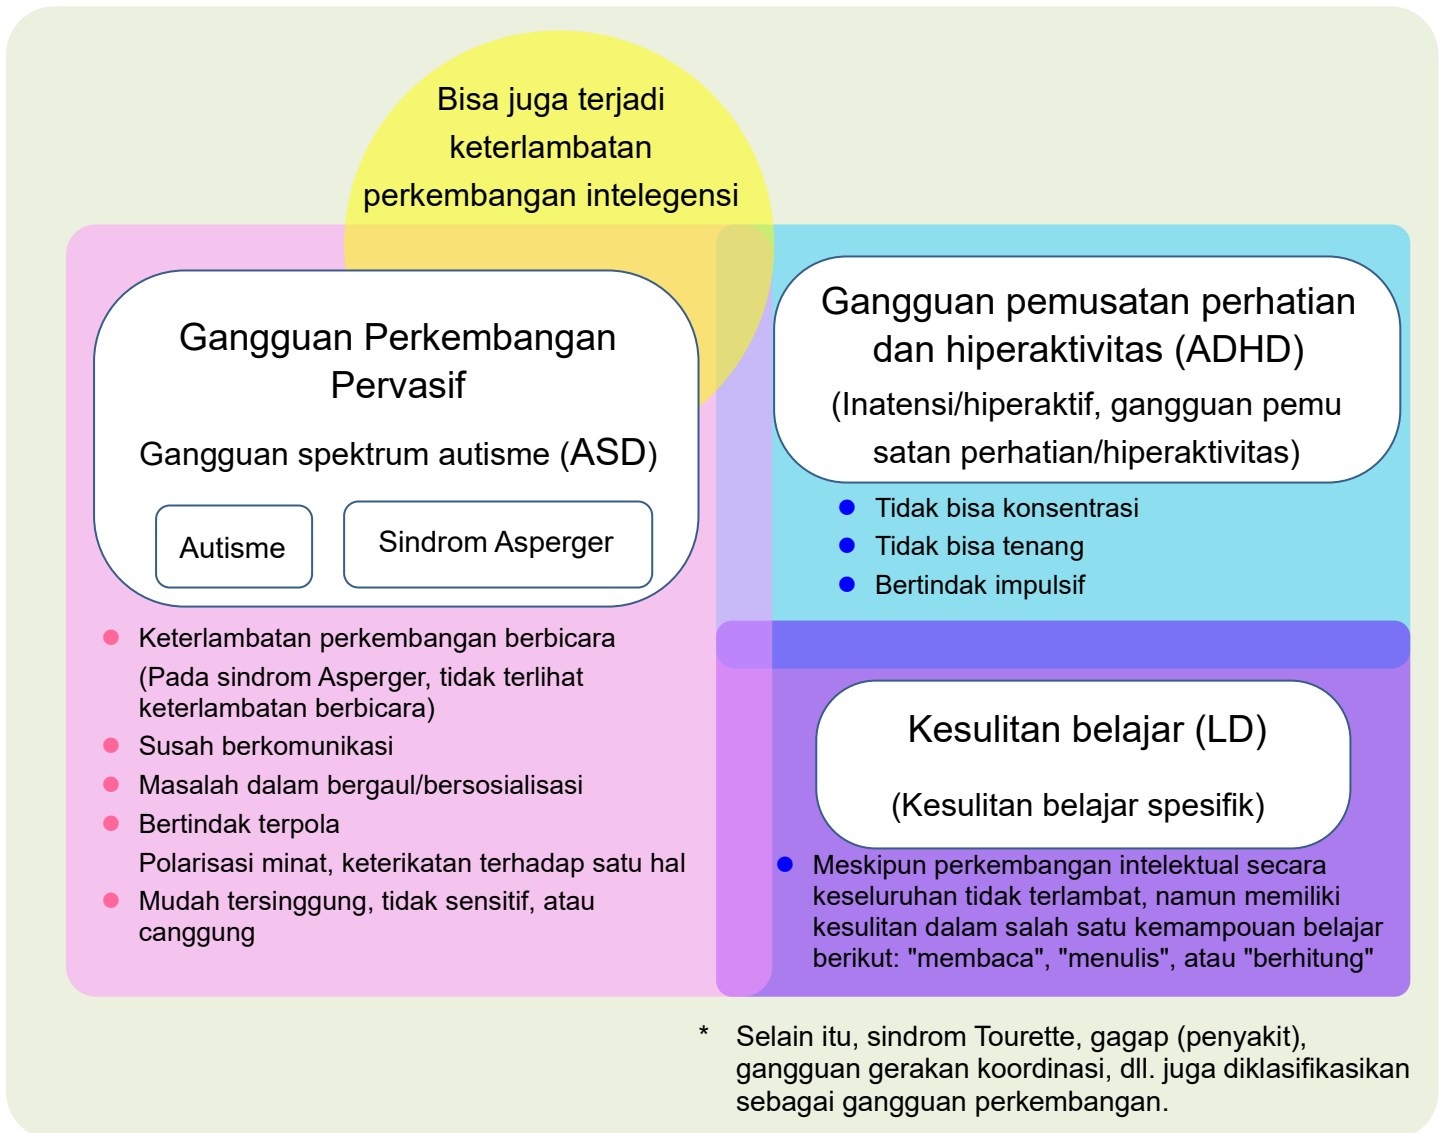 Bisa juga terjadi
keterlambatan
perkembangan intelegensi
Gangguan Perkembangan
Pervasif
Gangguan spektrum autisme (ASD)
Autisme
Sindrom Asperger
Keterlambatan perkembangan berbicara
(Pada sindrom Asperger, tidak terlihat
keterlambatan berbicara)
Susah berkomunikasi
Masalah dalam bergaul/bersosialisasi
Bertindak terpola
Polarisasi minat, keterikatan terhadap satu hal
Mudah tersinggung, tidak sensitif, atau
canggung
Gangguan pemusatan perhatian
dan hiperaktivitas (ADHD)
(Inatensi/hiperaktif, gangguan pemu
satan perhatian/hiperaktivitas)
Tidak bisa konsentrasi
Tidak bisa tenang
Bertindak impulsif
Kesulitan belajar (LD)
(Kesulitan belajar spesifik)
Meskipun perkembangan intelektual secara
keseluruhan tidak terlambat, namun memiliki
kesulitan dalam salah satu kemampouan belajar
berikut: "membaca", "menulis", atau "berhitung"
* Selain itu, sindrom Tourette, gagap (penyakit),
gangguan gerakan koordinasi, dll. juga diklasifikasikan
sebagai gangguan perkembangan.